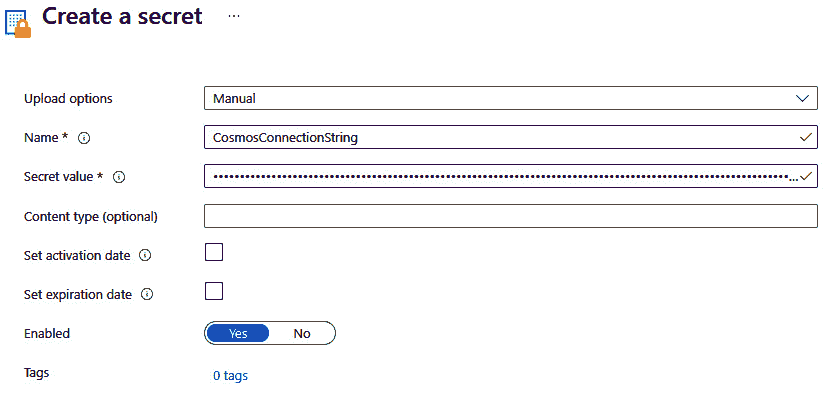 Create a secret ...
Upload options Manual
Name * CosmosConnectionString
Secret value * ••••••••••••••••••••••••••••••••••••••••••••••••••••••••••••••••••••••••••••••••••••••••••••••••••••••••••••••...
Content type (optional)
Set activation date
Set expiration date
Enabled Yes No
Tags 0 tags